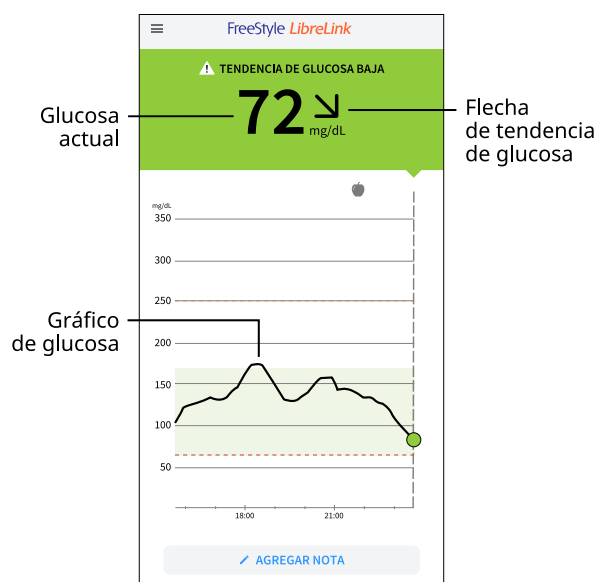 FreeStyle LibreLink
TENDENCIA DE GLUCOSA BAJA
72
mg/dL
Glucosa
actual
Flecha
de tendencia
de glucosa
mg/dL
350
300
250
Gráfico
de glucosa
200
150
100
50
18:00 21:00
AGREGAR NOTA